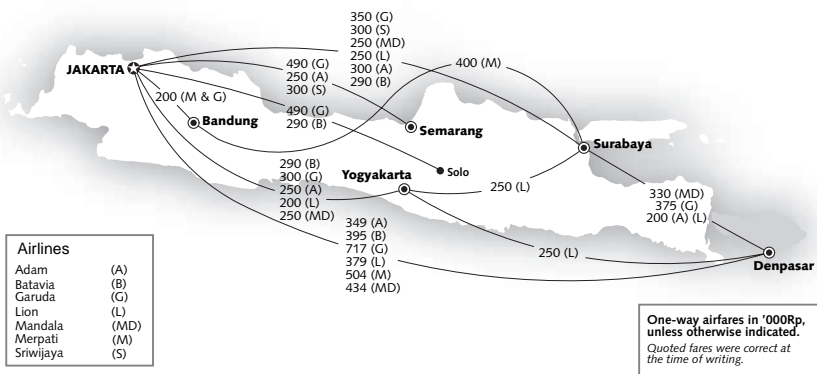 350 (G)
300 (S)
250 (MD)
250 (L)
300 (A)
290 (B)
400 (M)
JAKARTA
490 (G)
250 (A)
300 (S)
200 (M & G)
Bandung
490 (G)
290 (B)
Semarang
Surabaya
Solo
290 (B)
300 (G)
250 (A)
200 (L)
250 (MD)
Yogyakarta
250 (L)
330 (MD)
375 (G)
200 (A) (L)
349 (A)
395 (B)
717 (G)
379 (L)
504 (M)
434 (MD)
250 (L)
Denpasar
Airlines
Adam (A)
Batavia (B)
Garuda (G)
Lion (L)
Mandala (MD)
Merpati (M)
Sriwijaya (S)
One-way airfares in '000Rp,
unless otherwise indicated.
Quoted fares were correct at
the time of writing.